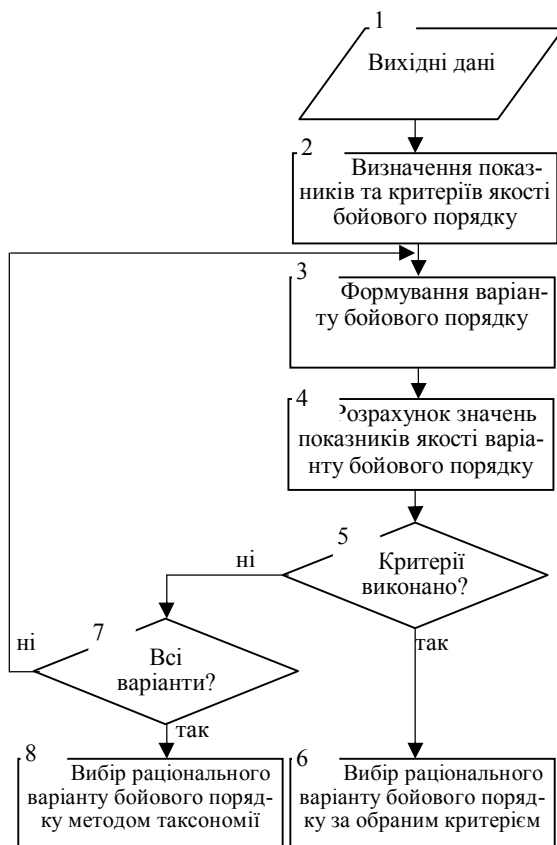 1
Вихідні дані
2
Визначення показ-
ників та критеріїв якості
бойового порядку
3
Формування варіан-
ту бойового порядку
4
Розрахунок значень
показників якості варіа-
нту бойового порядку
5
Критерії
виконано?
ні
так
7
Всі
варіанти?
ні
так
8
Вибір раціонального
варіанту бойового поряд-
ку методом таксономії
6
Вибір раціонального
варіанту бойового поряд-
ку за обраним критерієм